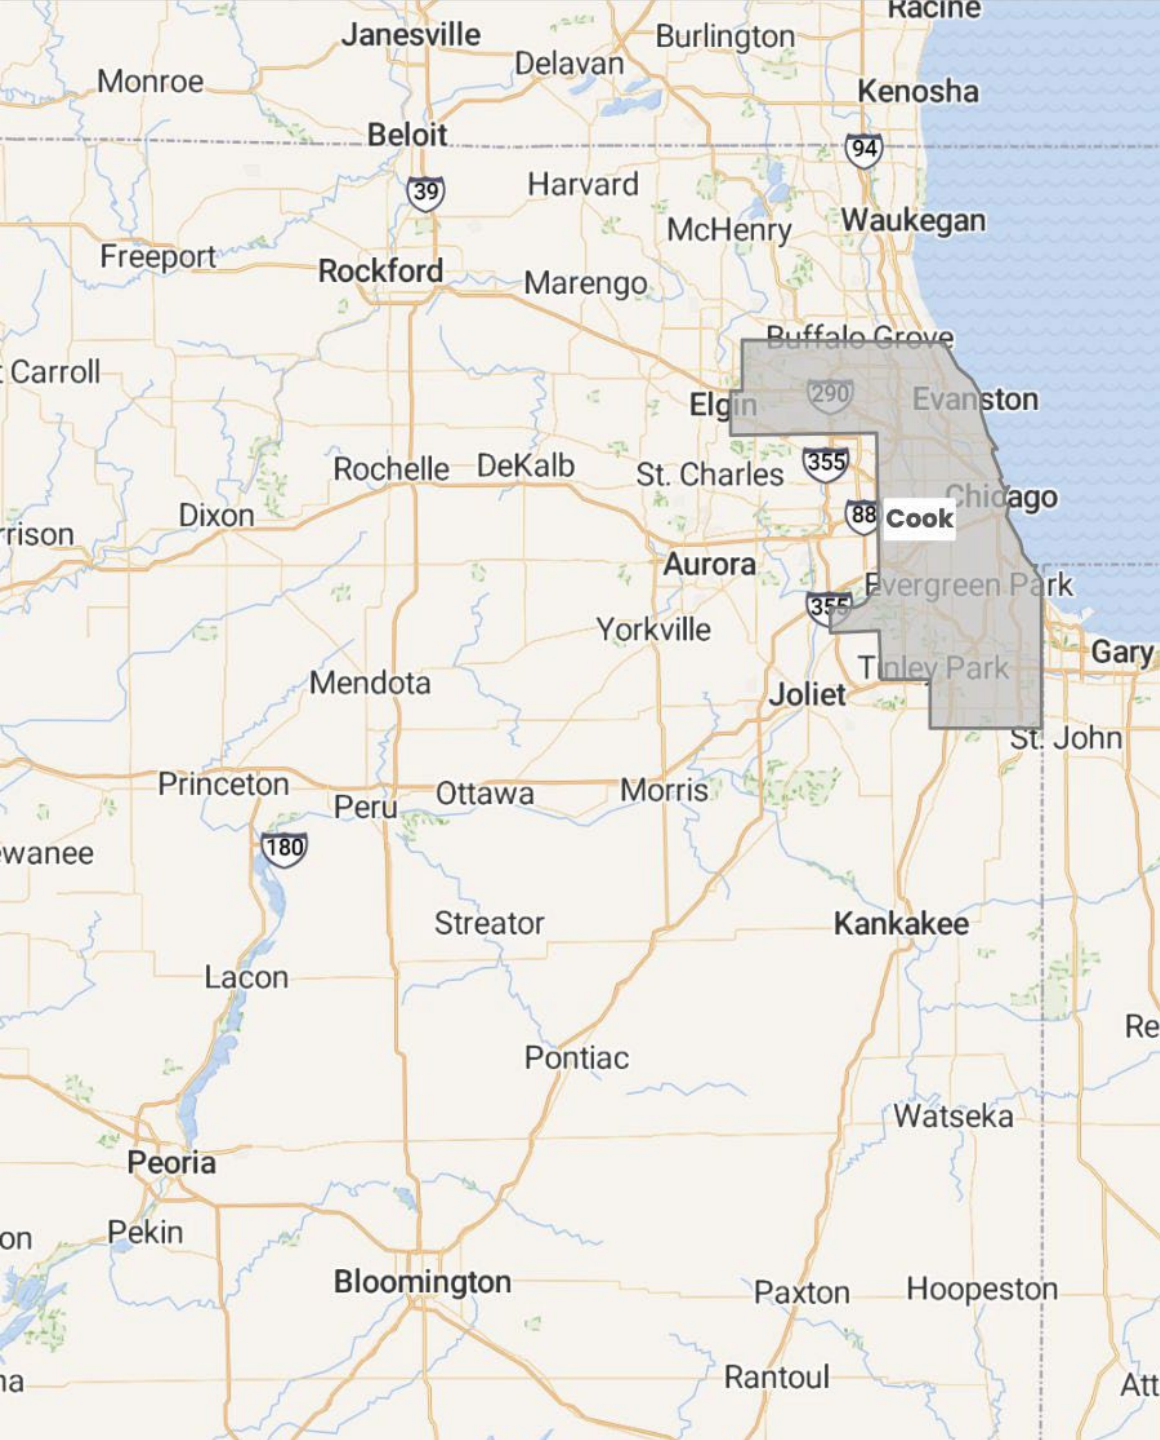 Racine
Janesville
Burlington
Delavan
Monroe
Kenosha
Beloit
94
39
Harvard
Waukegan
McHenry
Freeport
Rockford
Marengo
Buffalo Grove
Carroll
290
Evanston
Elgin
355
Rochelle
DeKalb
St. Charles
Chicago
Dixon
88
Cook
rrison
Aurora
Evergreen Park
355
Yorkville
Gary
Tinley Park
Mendota
Joliet
St. John
Princeton
Peru
Ottawa
Morris
180
ewanee
Streator
Kankakee
Lacon
Re
Pontiac
Watseka
Peoria
Pekin
on
Bloomington
Paxton
Hoopeston
Rantoul
na
Att